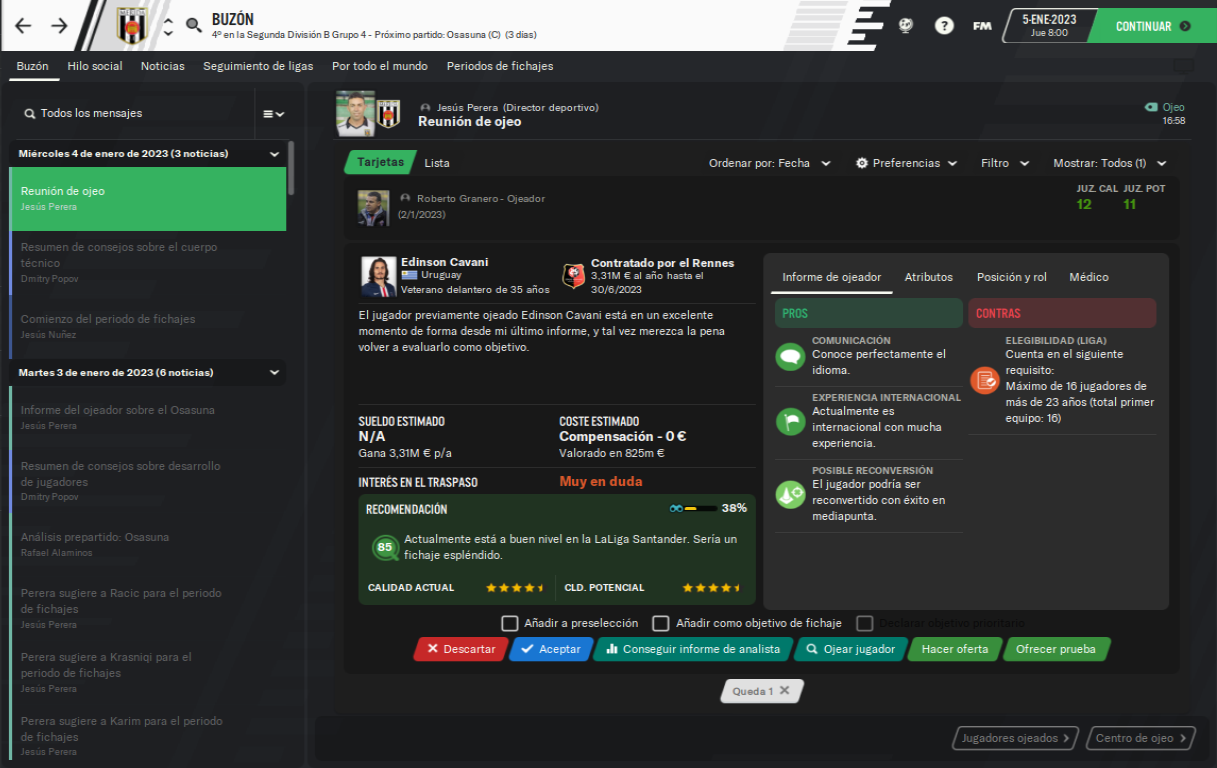 BUZÓN
4º en la Segunda División B Grupo 4 - Próximo partido: Osasuna (C) (3 días)
?
FM
5-ENE-2023
Jue 8:00
CONTINUAR
Buzón
Hilo social
Noticias
Seguimiento de ligas
Por todo el mundo
Periodos de fichajes
Todos los mensajes
Miércoles 4 de enero de 2023 (3 noticias)
Reunión de ojeo
Jesús Perera
Resumen de consejos sobre el cuerpo
técnico
Dmitry Popov
Comienzo del periodo de fichajes
Jesús Nuñez
Martes 3 de enero de 2023 (6 noticias)
Informe del ojeador sobre el Osasuna
Jesús Perera
Resumen de consejos sobre desarrollo
de jugadores
Dmitry Popov
Análisis prepartido: Osasuna
Rafael Alaminos
Perera sugiere a Racic para el periodo
de fichajes
Jesús Perera
Perera sugiere a Krasniqi para el
periodo de fichajes
Jesús Perera
Perera sugiere a Karim para el periodo
de fichajes
Jesús Perera
Jesús Perera (Director deportivo)
Reunión de ojeo
Ojeo
16:58
Tarjetas
Lista
Ordenar por: Fecha
Preferencias
Filtro
Mostrar: Todos (1)
Roberto Granero - Ojeador
(2/1/2023)
JUZ. CAL JUZ. POT
12 11
Edinson Cavani
Uruguay
Veterano delantero de 35 años
Contratado por el Rennes
3,31M € al año hasta el
30/6/2023
El jugador previamente ojeado Edinson Cavani está en un excelente
momento de forma desde mi último informe, y tal vez merezca la pena
volver a evaluarlo como objetivo.
SUELDO ESTIMADO
N/A
Gana 3,31M € p/a
COSTE ESTIMADO
Compensación - 0 €
Valorado en 825m €
INTERÉS EN EL TRASPASO
Muy en duda
RECOMENDACIÓN
38%
85
Actualmente está a buen nivel en la LaLiga Santander. Sería un
fichaje espléndido.
CALIDAD ACTUAL
CLD. POTENCIAL
Informe de ojeador
Atributos
Posición y rol
Médico
PROS
COMUNICACIÓN
Conoce perfectamente el
idioma.
EXPERIENCIA INTERNACIONAL
Actualmente es
internacional con mucha
experiencia.
POSIBLE RECONVERSIÓN
El jugador podría ser
reconvertido con éxito en
mediapunta.
CONTRAS
ELEGIBILIDAD (LIGA)
Cuenta en el siguiente
requisito:
Máximo de 16 jugadores de
más de 23 años (total primer
equipo: 16)
Añadir a preselección
Añadir como objetivo de fichaje
Declarar objetivo prioritario
Descartar
Aceptar
Conseguir informe de analista
Ojear jugador
Hacer oferta
Ofrecer prueba
Queda 1
Jugadores ojeados
Centro de ojeo